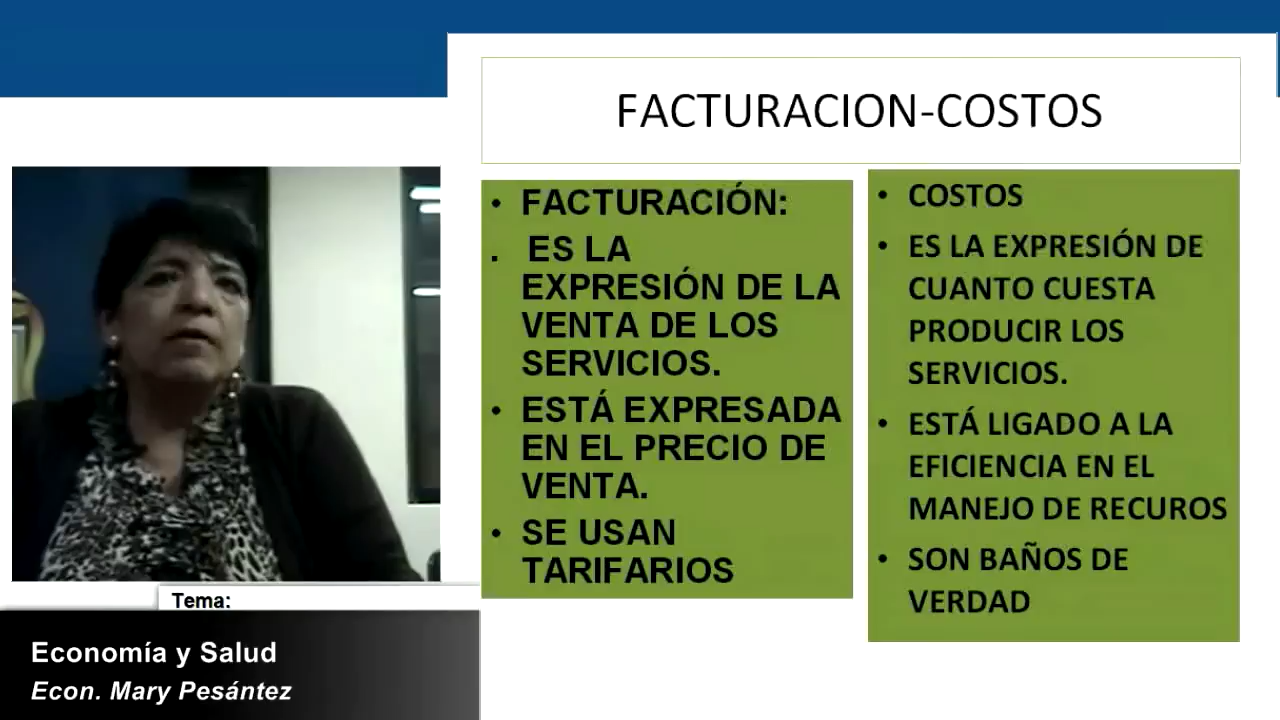 FACTURACION-COSTOS
• FACTURACIÓN:
. ES LA
EXPRESIÓN DE LA
VENTA DE LOS
SERVICIOS.
• ESTÁ EXPRESADA
EN EL PRECIO DE
VENTA.
• SE USAN
TARIFARIOS
• COSTOS
• ES LA EXPRESIÓN DE
CUANTO CUESTA
PRODUCIR LOS
SERVICIOS.
• ESTÁ LIGADO A LA
EFICIENCIA EN EL
MANEJO DE RECUROS
• SON BAÑOS DE
VERDAD
Tema:
Economía y Salud
Econ. Mary Pesántez